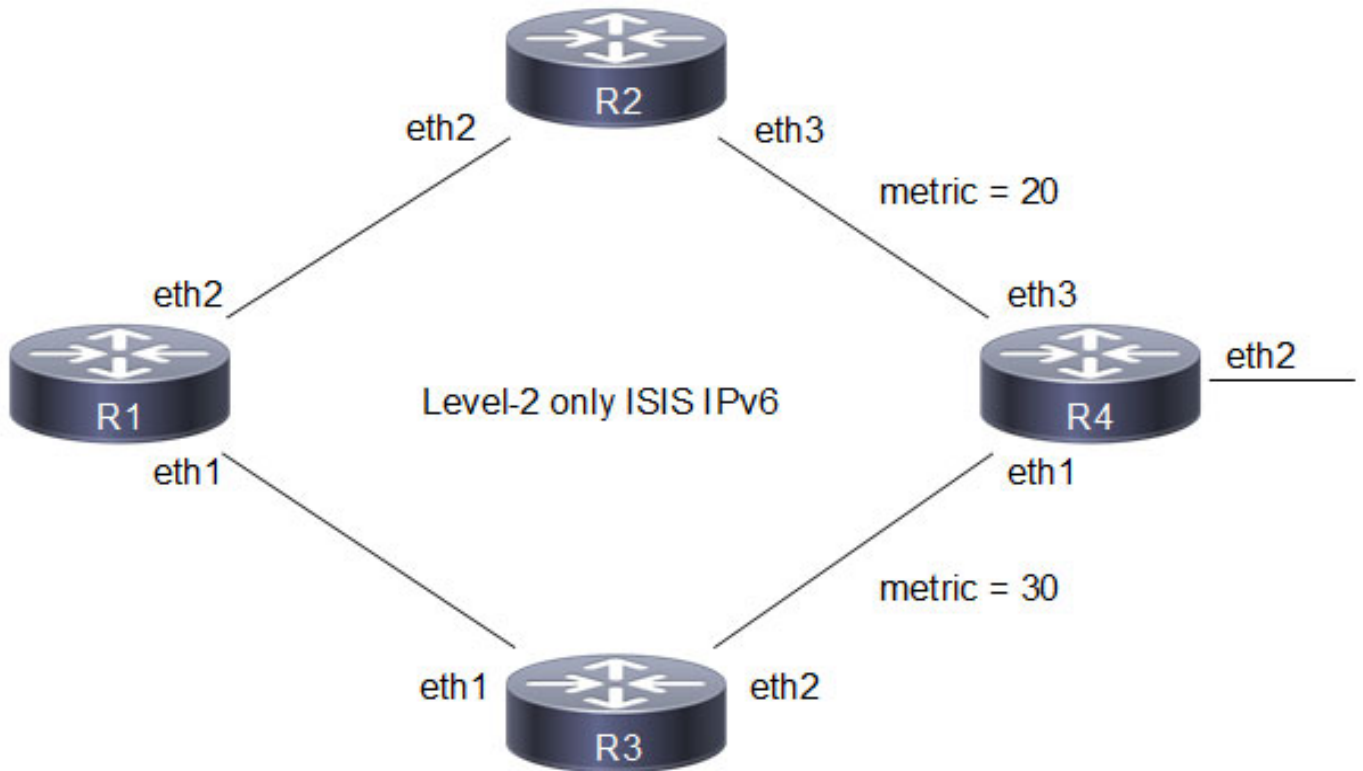 R2
eth2
eth3
metric = 20
eth2
eth3
eth2
R1
Level-2 only ISIS IPv6
R4
eth1
eth1
metric = 30
eth1
eth2
R3